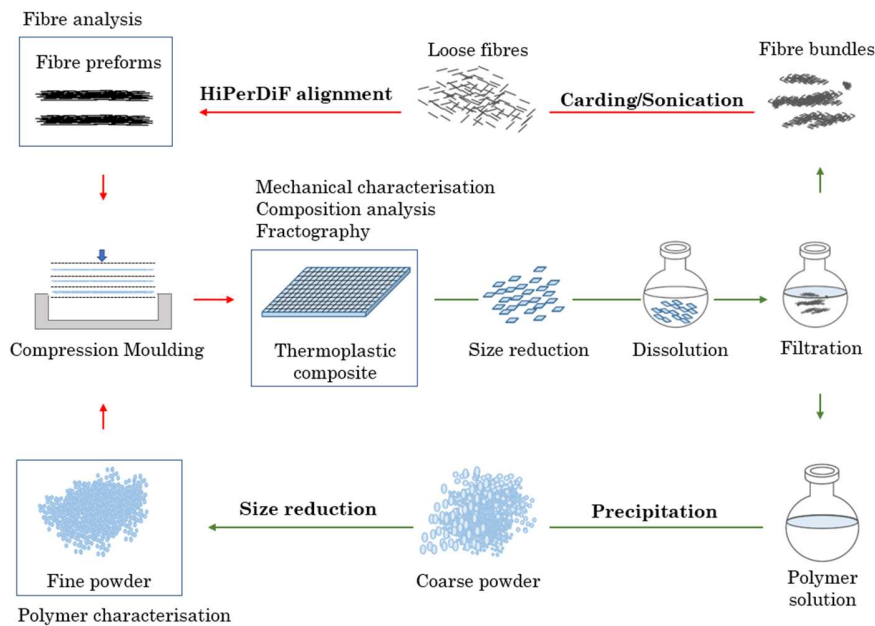 Fibre analysis
Fibre preforms
HiPerDiF alignment
Loose fibres
Carding/Sonication
Fibre bundles
Mechanical characterisation
Composition analysis
Fractography
Compression Moulding
Thermoplastic
composite
Size reduction
Dissolution
Filtration
Fine powder
Polymer characterisation
Size reduction
Coarse powder
Precipitation
Polymer
solution